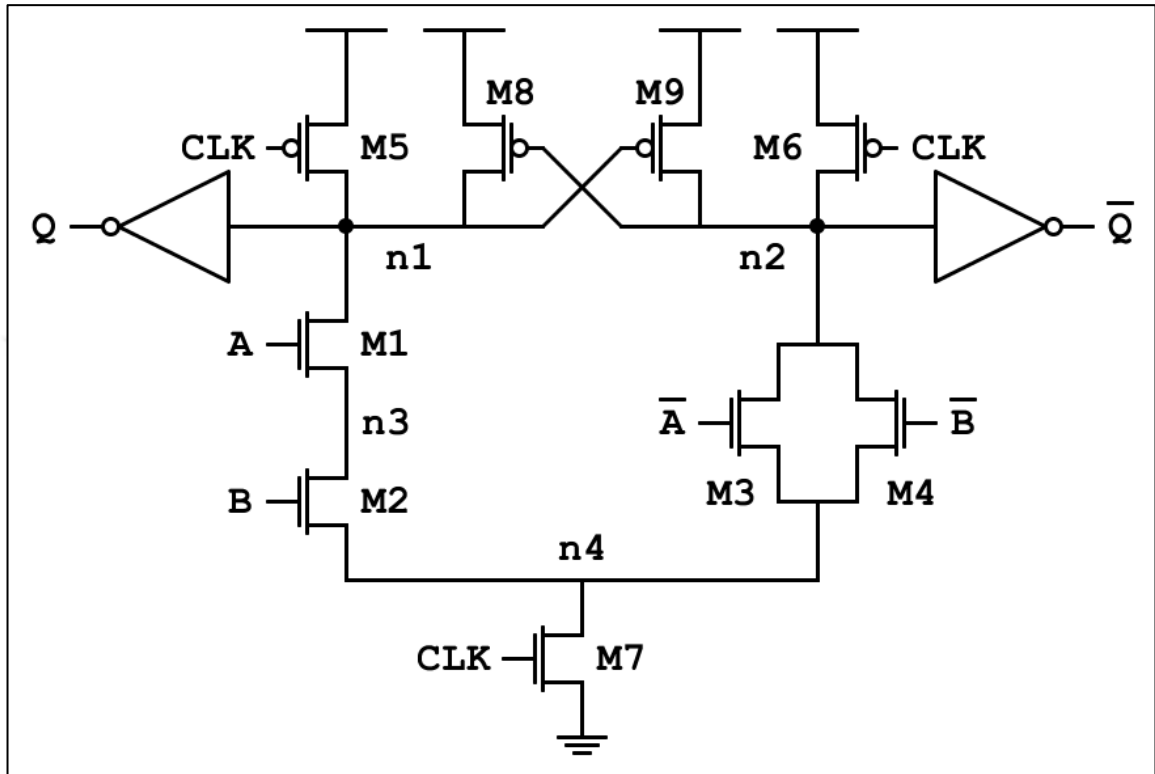 M8 M9
CLK M5 M6 CLK
Q Q̅
n1 n2
A M1
n3 A̅ B̅
B M2 M3 M4
n4
CLK M7